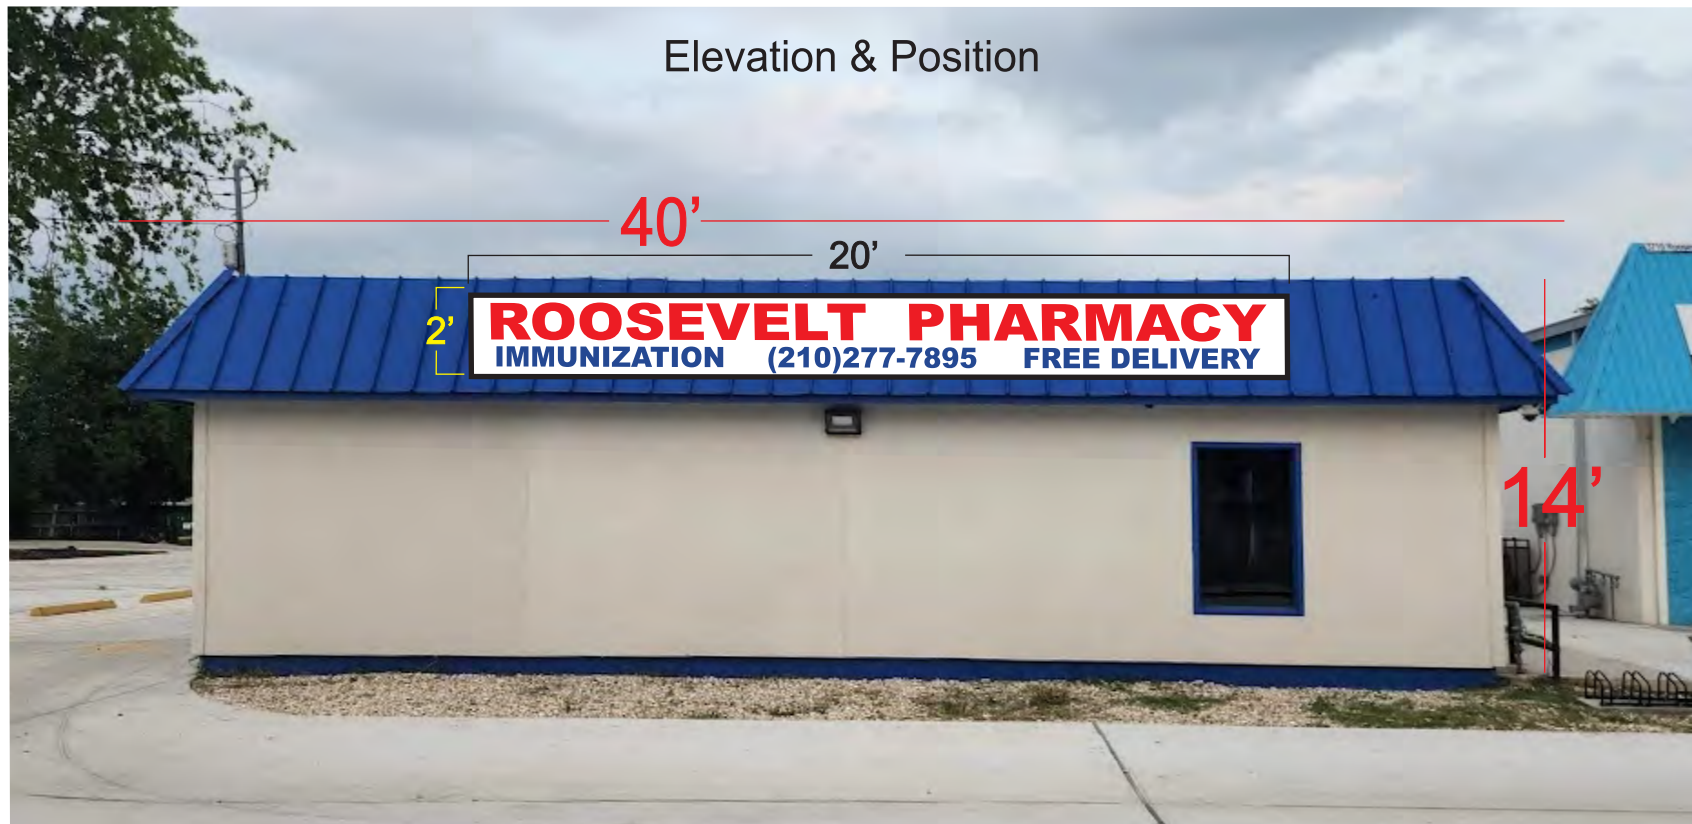 Elevation & Position
40’
20’
2’
ROOSEVELT PHARMACY
IMMUNIZATION (210)277-7895 FREE DELIVERY
14’